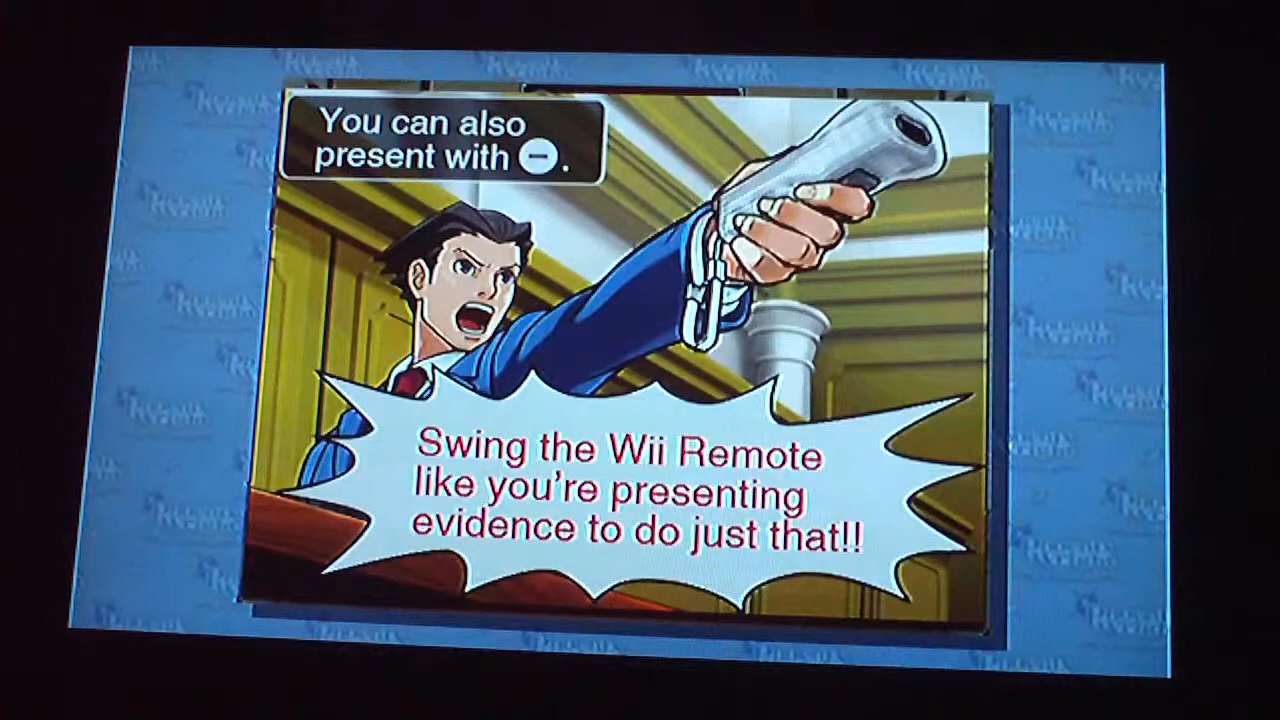 You can also
present with ⊖.
Swing the Wii Remote
like you're presenting
evidence to do just that!!